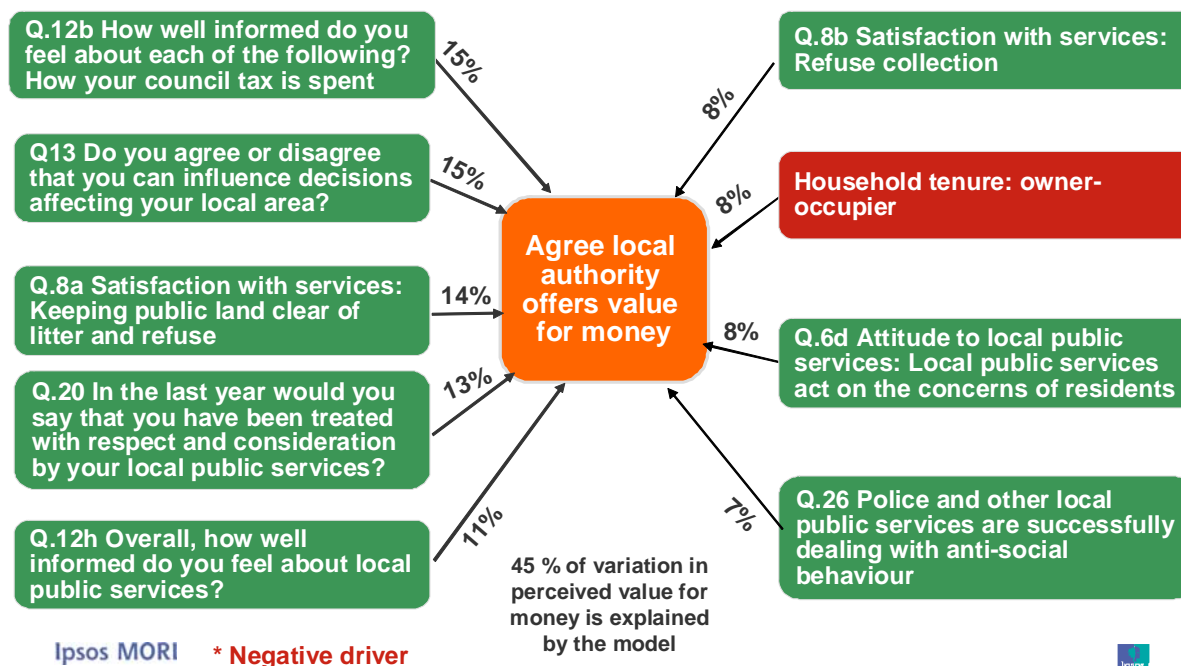 Q.12b How well informed do you
feel about each of the following?
How your council tax is spent
15%
Q13 Do you agree or disagree
that you can influence decisions
affecting your local area?
15%
Q.8a Satisfaction with services:
Keeping public land clear of
litter and refuse
14%
Q.20 In the last year would you
say that you have been treated
with respect and consideration
by your local public services?
13%
Q.12h Overall, how well
informed do you feel about local
public services?
11%
Agree local
authority
offers value
for money
Q.8b Satisfaction with services:
Refuse collection
8%
Household tenure: owner-
occupier
8%
Q.6d Attitude to local public
services: Local public services
act on the concerns of residents
8%
Q.26 Police and other local
public services are successfully
dealing with anti-social
behaviour
7%
45 % of variation in
perceived value for
money is explained
by the model
Ipsos MORI
* Negative driver
Ipsos